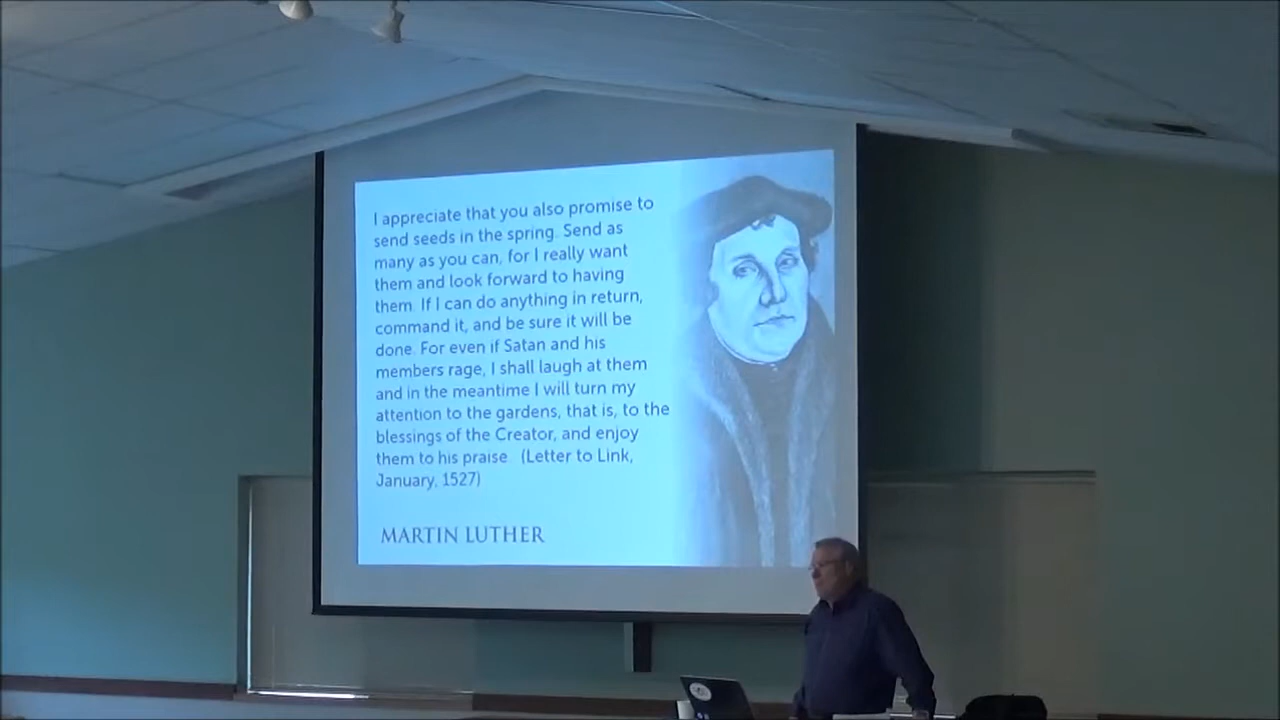 I appreciate that you also promise to
send seeds in the spring. Send as
many as you can, for I really want
them and look forward to having
them. If I can do anything in return,
command it, and be sure it will be
done. For even if Satan and his
members rage, I shall laugh at them
and in the meantime I will turn my
attention to the gardens, that is, to the
blessings of the Creator, and enjoy
them to his praise. (Letter to Link,
January, 1527)
MARTIN LUTHER